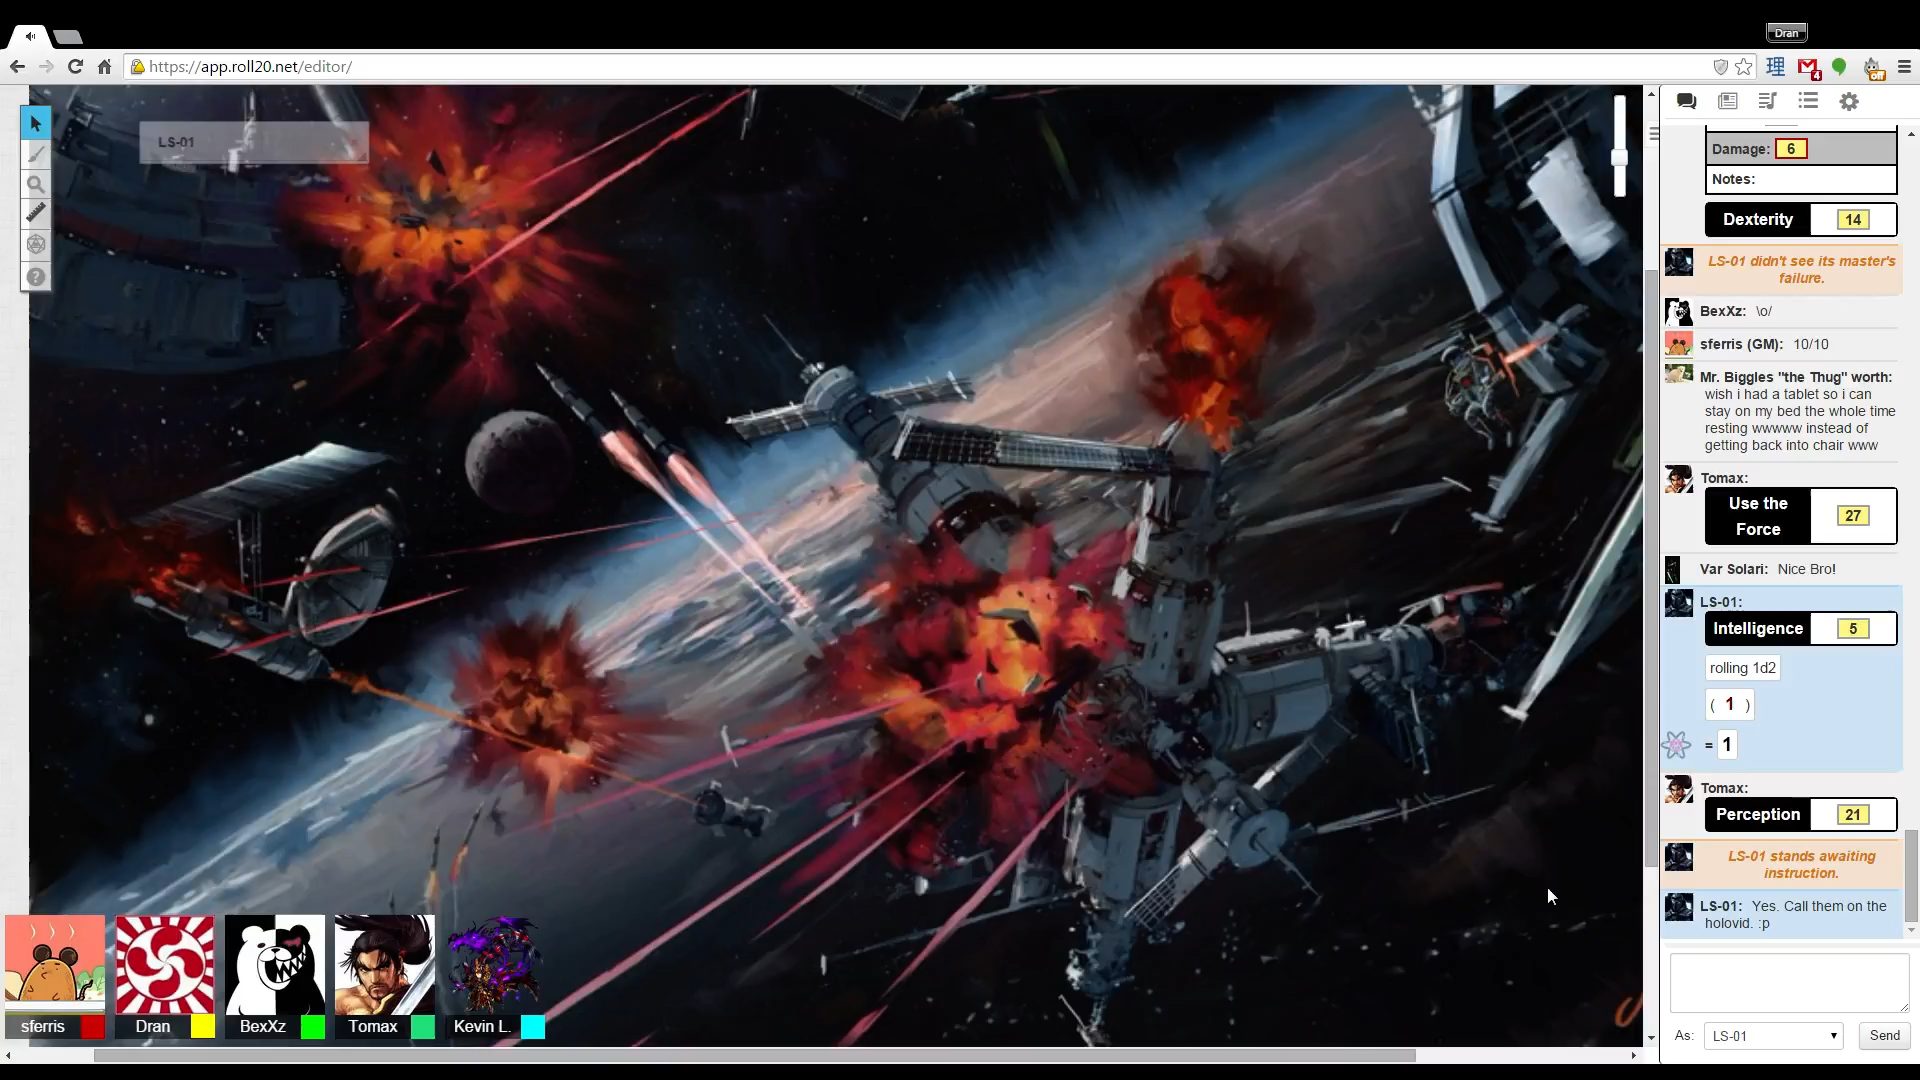 Dran
https://app.roll20.net/editor/
理
4
off
LS-01
Damage: 6
Notes:
Dexterity 14
LS-01 didn't see its master's
failure.
BexXz: \o/
sferris (GM): 10/10
Mr. Biggles "the Thug" worth:
wish i had a tablet so i can
stay on my bed the whole time
resting wwwww instead of
getting back into chair www
Tomax:
Use the
Force
27
Var Solari: Nice Bro!
LS-01:
Intelligence 5
rolling 1d2
( 1 )
= 1
Tomax:
Perception 21
LS-01 stands awaiting
instruction.
LS-01: Yes. Call them on the
holovid. :p
As: LS-01
Send
sferris
Dran
BexXz
Tomax
Kevin L.